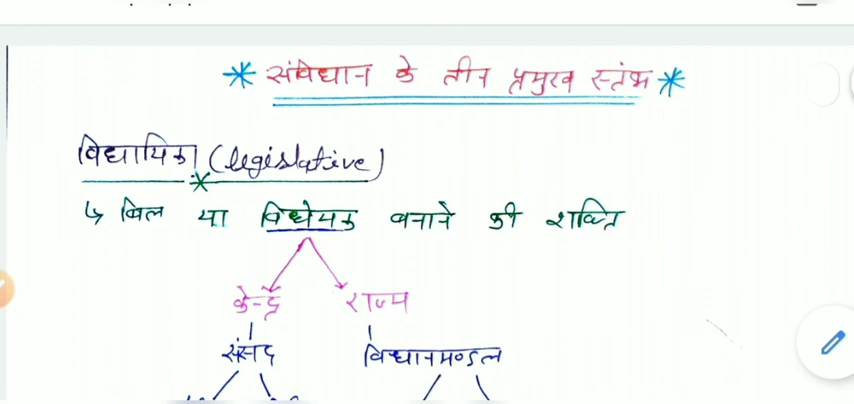 * संविधान के तीन प्रमुख स्तंभ *
विधायिका (legislative)
* 
↳ बिल या विधेयक बनाने की शक्ति
केन्द्र राज्य
संसद विधानमण्डल